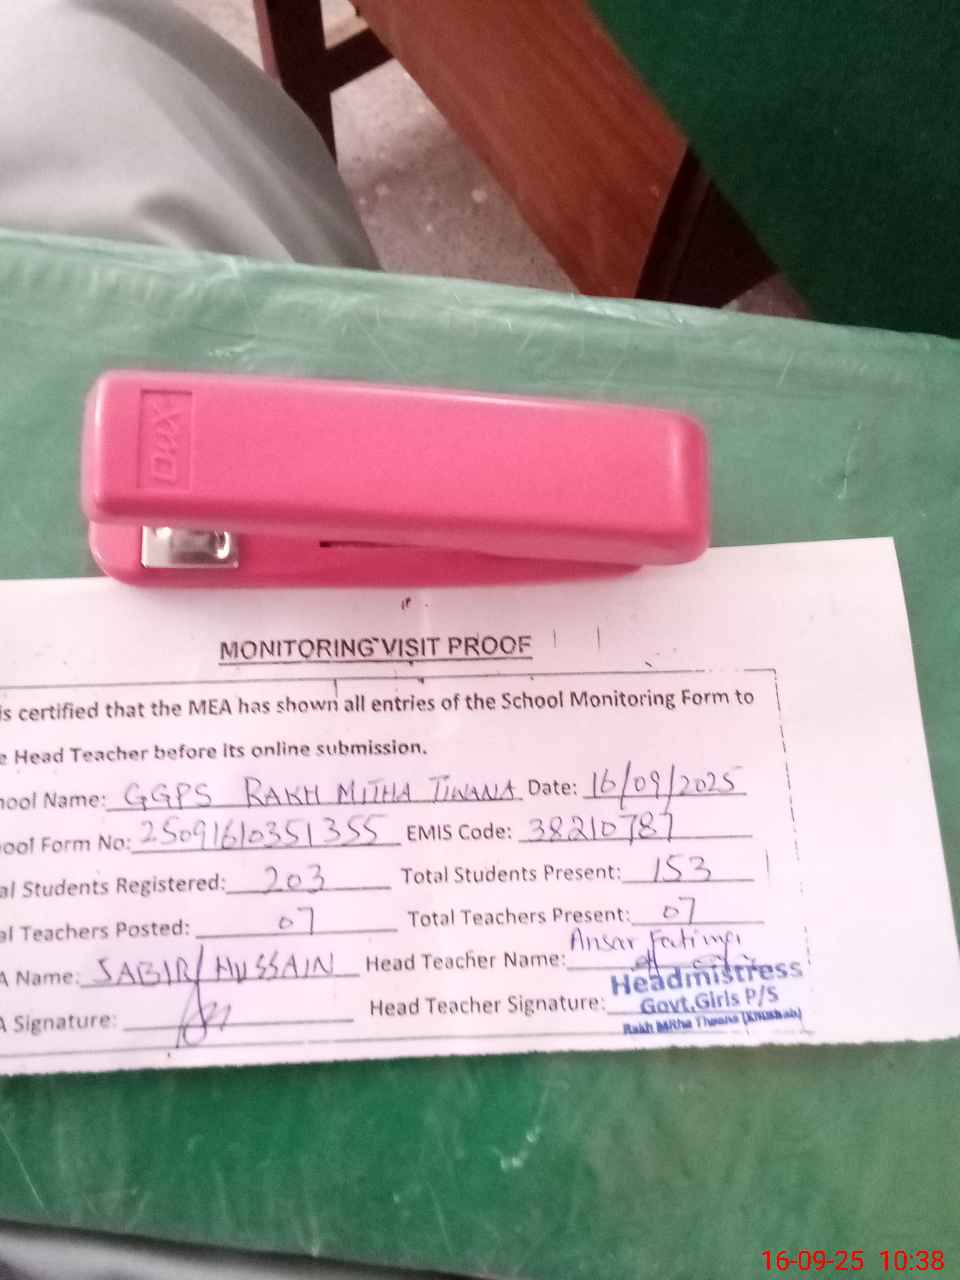 DUX
MONITORING VISIT PROOF
is certified that the MEA has shown all entries of the School Monitoring Form to
e Head Teacher before its online submission.
hool Name: GGPS RAKH MITHA TIWANA Date: 16/09/2025
ool Form No: 25091610351355 EMIS Code: 38210787
al Students Registered: 203 Total Students Present: 153
al Teachers Posted: 07 Total Teachers Present: 07
A Name: SABIR HUSSAIN Head Teacher Name: Ansar Fatima
A Signature: Head Teacher Signature:
Headmistress
Govt.Girls P/S
Rakh Mitha Tiwana (Khushab)
16-09-25 10:38